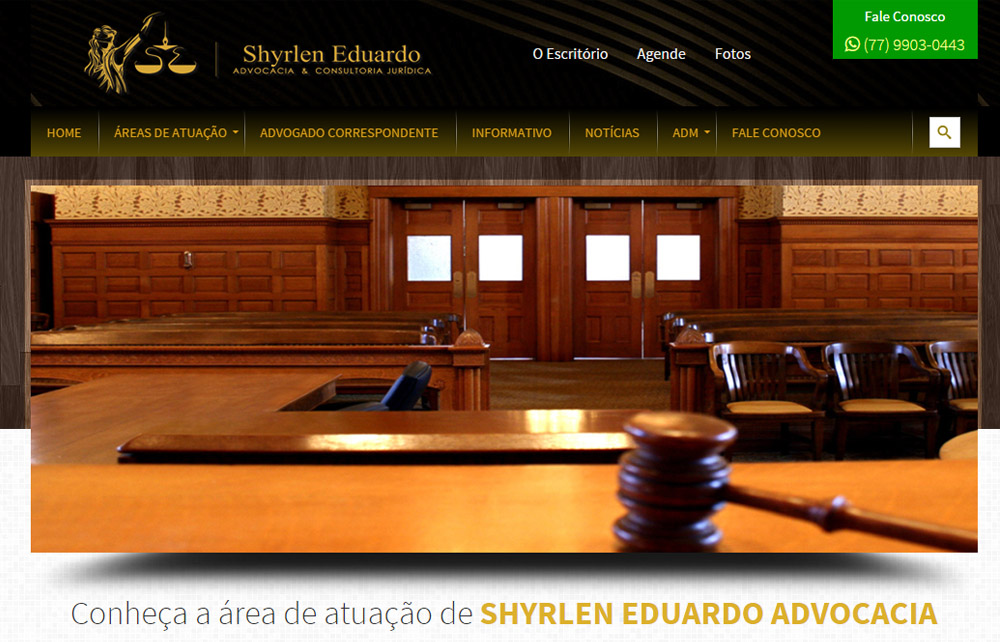 Shyrlen Eduardo
ADVOCACIA & CONSULTORIA JURÍDICA
O Escritório Agende Fotos
Fale Conosco
(77) 9903-0443
HOME ÁREAS DE ATUAÇÃO ADVOGADO CORRESPONDENTE INFORMATIVO NOTÍCIAS ADM FALE CONOSCO
Conheça a área de atuação de SHYRLEN EDUARDO ADVOCACIA